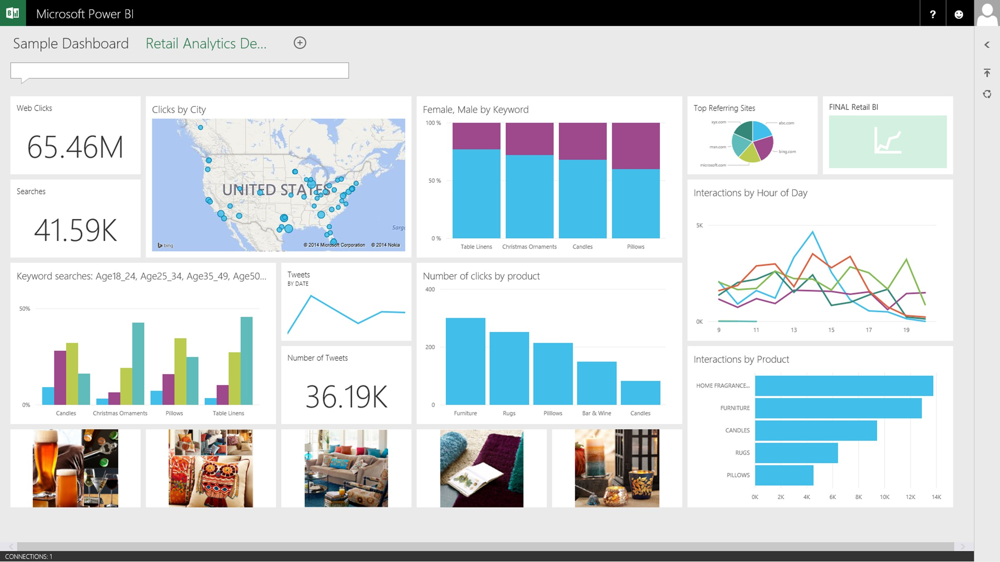 Microsoft Power BI
?
Sample Dashboard
Retail Analytics De...
Web Clicks
65.46M
Searches
41.59K
Clicks by City
UNITED STATES
Sarg
bing
© 2014 Microsoft Corporation © 2014 Nokia
Female, Male by Keyword
100 %
50 %
0 %
Table Linens
Christmas Ornaments
Candles
Pillows
Top Referring Sites
xyz.com
abc.com
msn.com
bing.com
microsoft.com
FINAL Retail BI
Interactions by Hour of Day
5K
0K
9
11
13
15
17
19
Keyword searches: Age18_24, Age25_34, Age35_49, Age50...
50%
0%
Candles
Christmas Ornaments
Pillows
Table Linens
Tweets
BY DATE
Number of Tweets
36.19K
Number of clicks by product
400
200
0
Furniture
Rugs
Pilllows
Bar & Wine
Candles
Interactions by Product
HOME FRAGRANCE...
FURNITURE
CANDLES
RUGS
PILLOWS
0K
2K
4K
6K
8K
10K
12K
14K
CONNECTIONS: 1